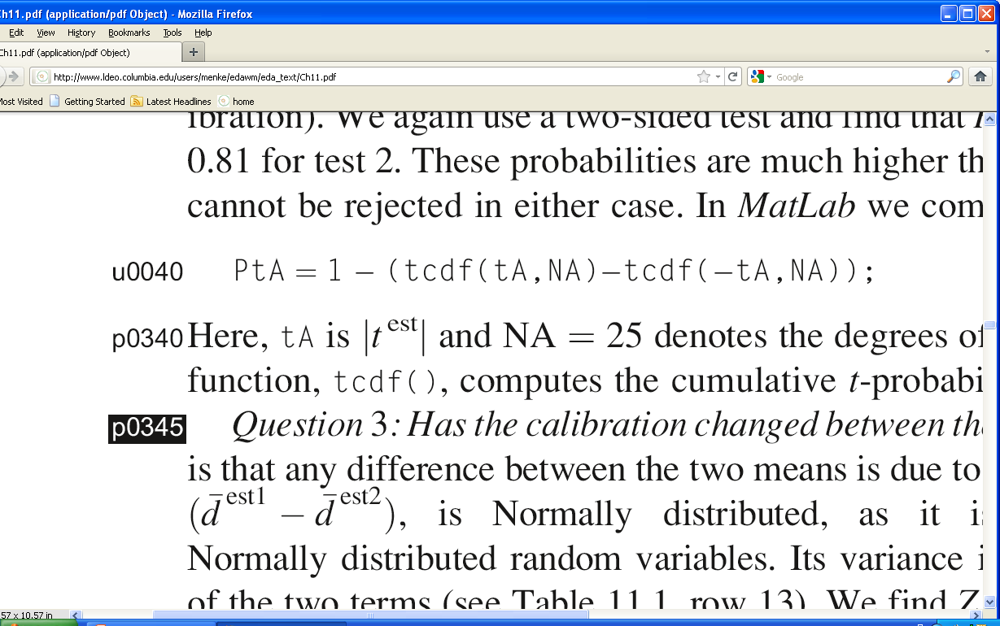 Ch11.pdf (application/pdf Object) - Mozilla Firefox
Edit View History Bookmarks Tools Help
Ch11.pdf (application/pdf Object)
http://www.ldeo.columbia.edu/users/menke/edawm/eda_text/Ch11.pdf Google
Most Visited Getting Started Latest Headlines home
ibration). We again use a two-sided test and find that
0.81 for test 2. These probabilities are much higher th
cannot be rejected in either case. In MatLab we com
u0040 PtA = 1 − (tcdf(tA,NA)−tcdf(−tA,NA));
p0340 Here, tA is |t^est| and NA = 25 denotes the degrees of
function, tcdf(), computes the cumulative t-probabi
p0345 Question 3: Has the calibration changed between the
is that any difference between the two means is due to
(d̄^est1 − d̄^est2), is Normally distributed, as it is
Normally distributed random variables. Its variance i
of the two terms (see Table 11.1, row 13). We find Z
57 x 10.57 in